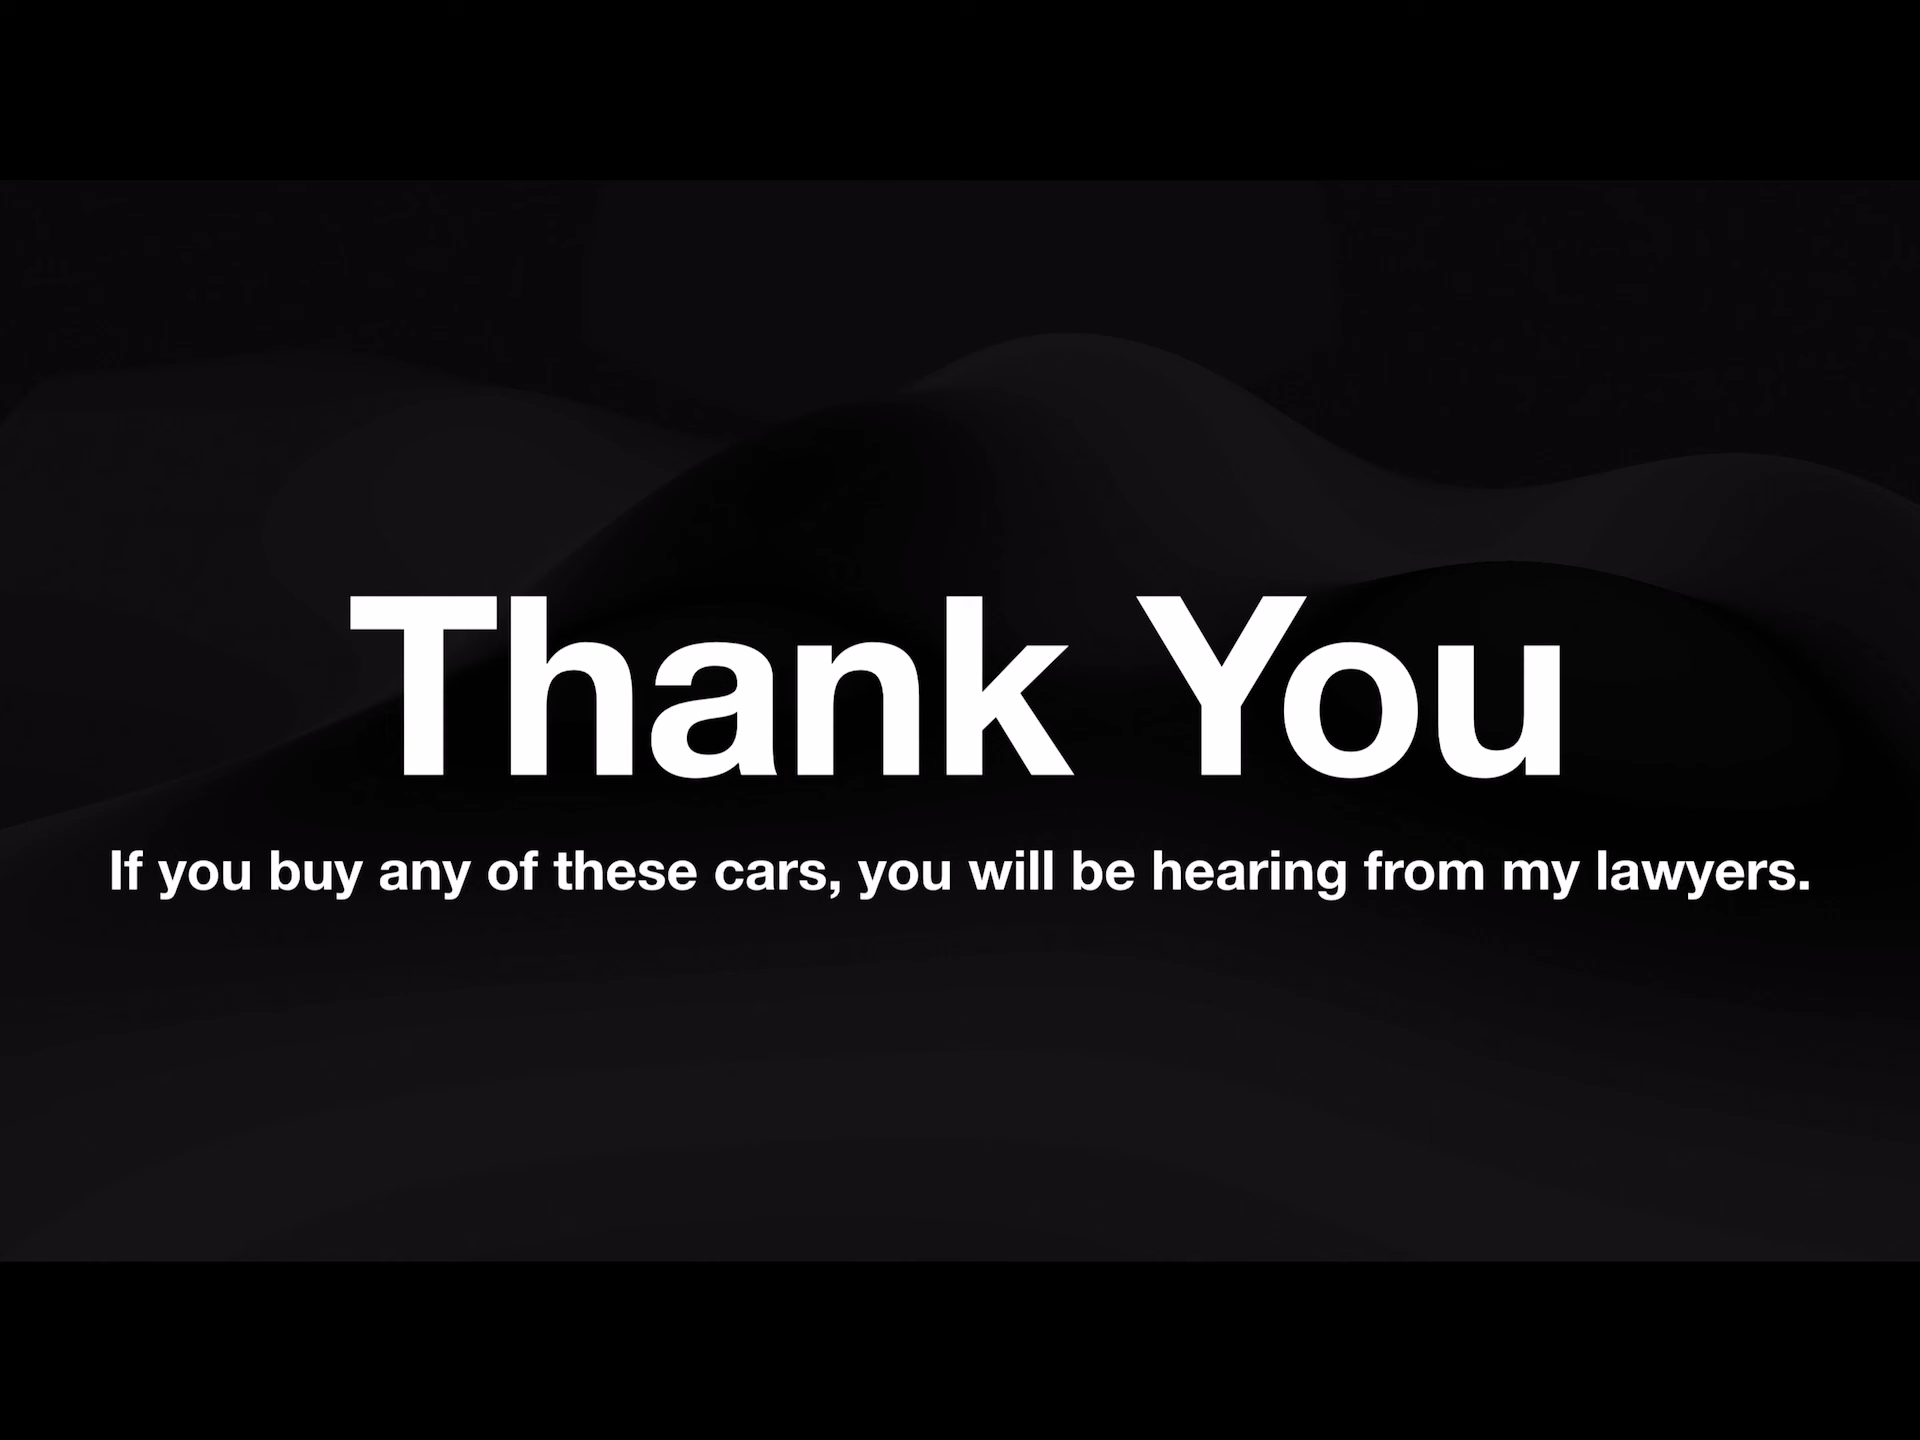 Thank You
If you buy any of these cars, you will be hearing from my lawyers.